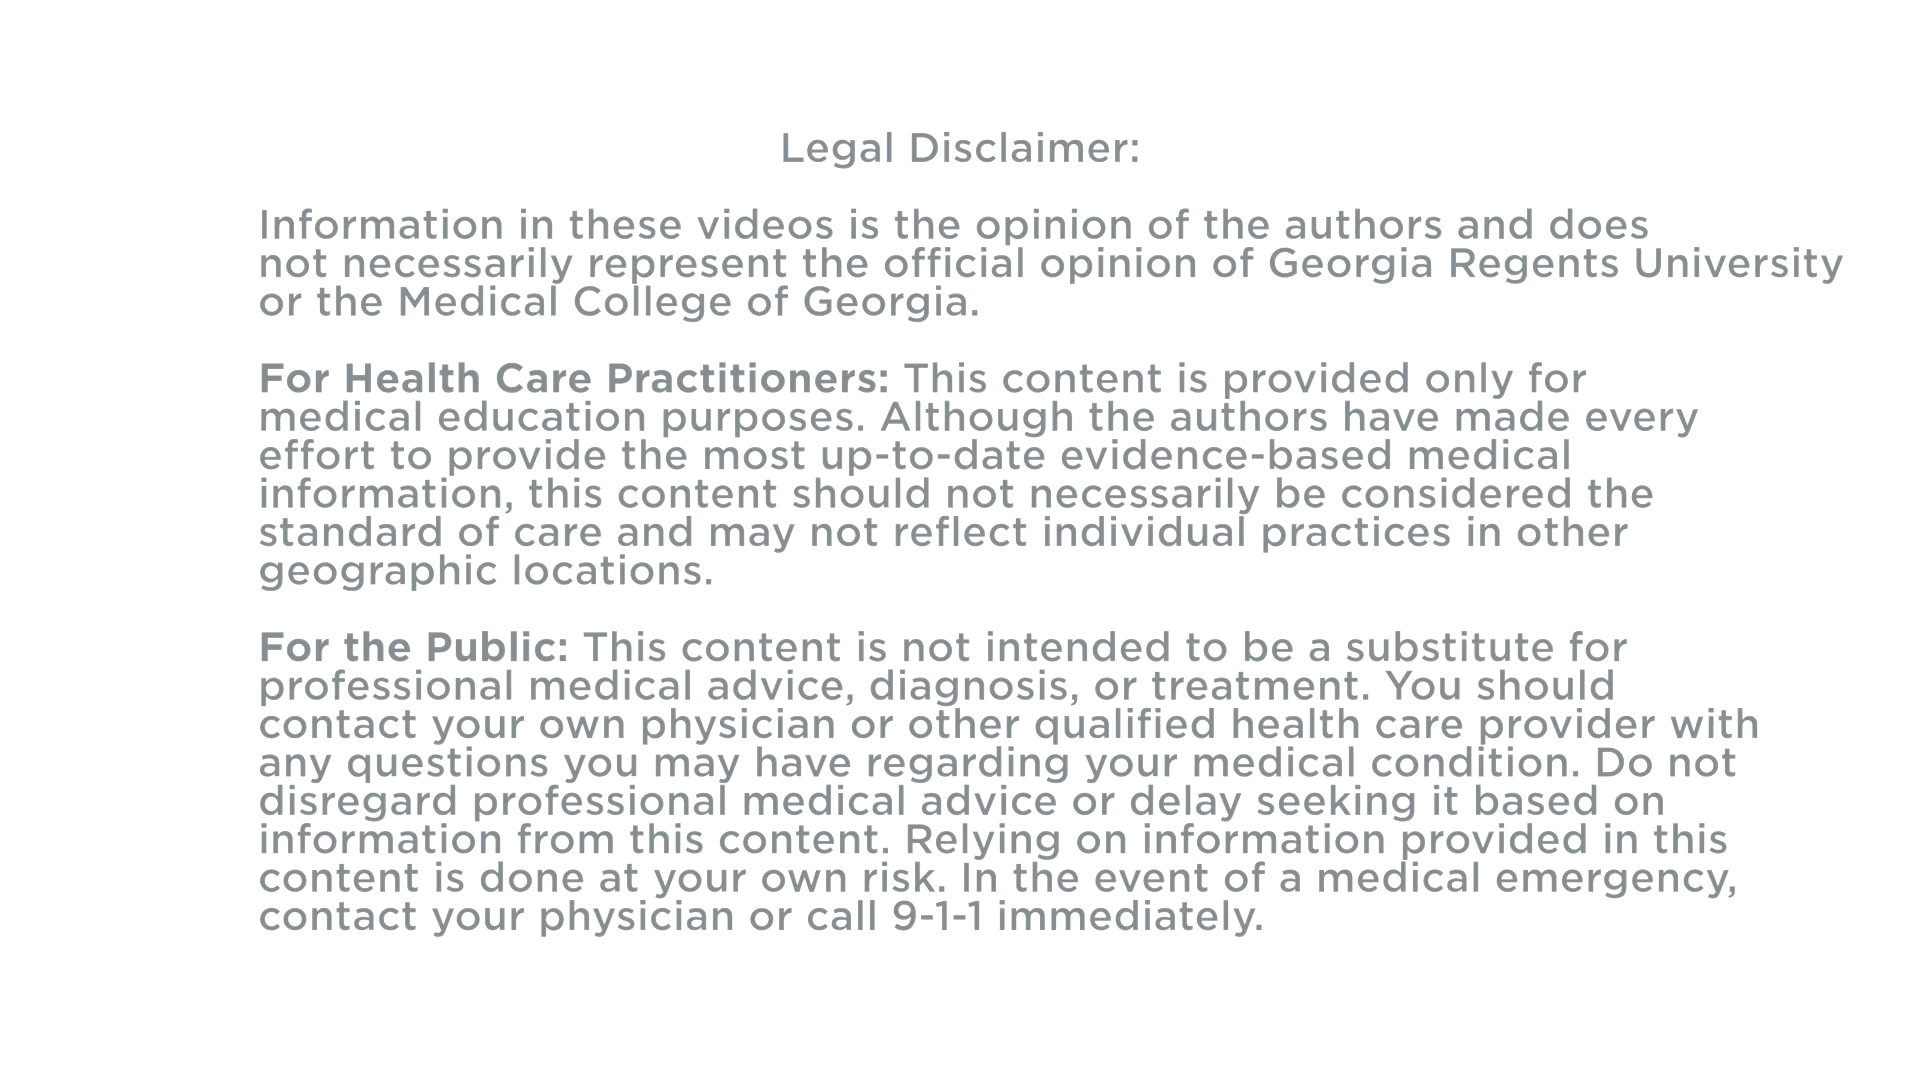 Legal Disclaimer:
Information in these videos is the opinion of the authors and does
not necessarily represent the official opinion of Georgia Regents University
or the Medical College of Georgia.
For Health Care Practitioners: This content is provided only for
medical education purposes. Although the authors have made every
effort to provide the most up-to-date evidence-based medical
information, this content should not necessarily be considered the
standard of care and may not reflect individual practices in other
geographic locations.
For the Public: This content is not intended to be a substitute for
professional medical advice, diagnosis, or treatment. You should
contact your own physician or other qualified health care provider with
any questions you may have regarding your medical condition. Do not
disregard professional medical advice or delay seeking it based on
information from this content. Relying on information provided in this
content is done at your own risk. In the event of a medical emergency,
contact your physician or call 9-1-1 immediately.